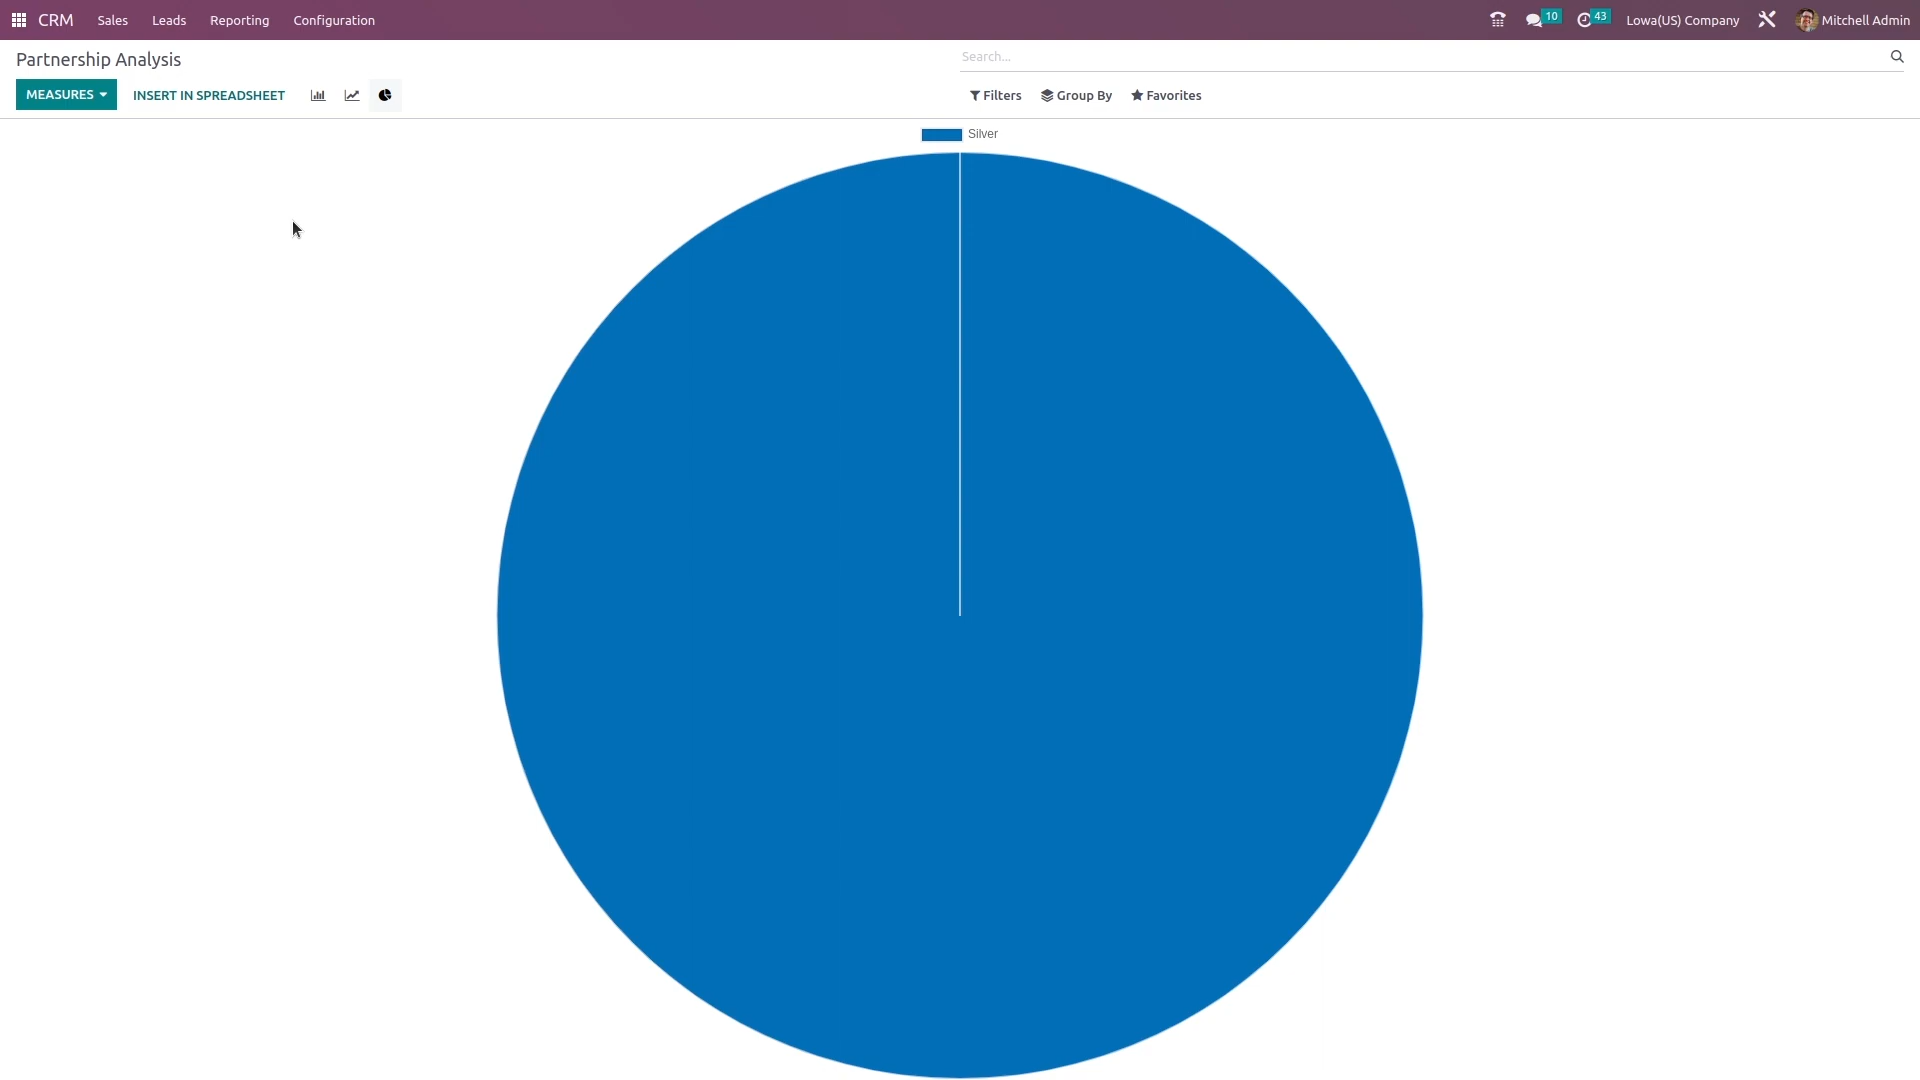 CRM Sales Leads Reporting Configuration 10 43 Lowa(US) Company Mitchell Admin
Partnership Analysis
Search...
MEASURES INSERT IN SPREADSHEET Filters Group By Favorites
Silver